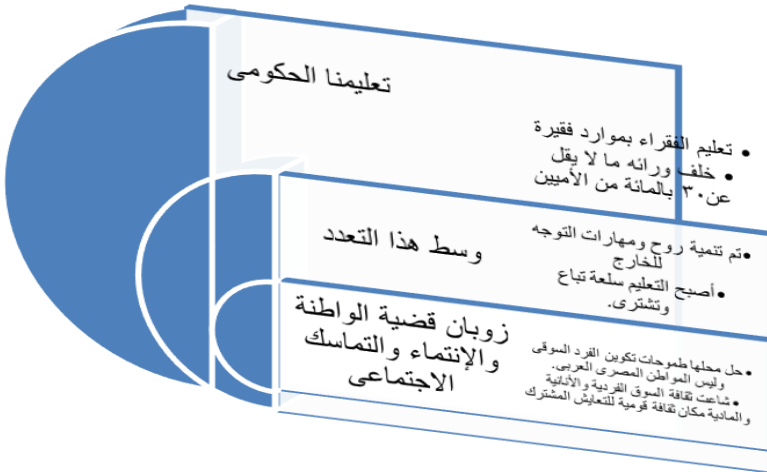 تعليمنا الحكومى
• تعليم الفقراء بموارد فقيرة
• خلف ورائه ما لا يقل
عن٣٠ بالمائة من الأميين
وسط هذا التعدد
•تم تنمية روح ومهارات التوجه
للخارج
•أصبح التعليم سلعة تباع
وتشترى.
زوبان قضية الواطنة
والإنتماء والتماسك
الاجتماعى
•حل محلها طموحات تكوين الفرد السوقى
وليس المواطن المصرى العربى.
•شاعت ثقافة السوق الفردية والأنانية
والمادية مكان ثقافة قومية للتعايش المشترك